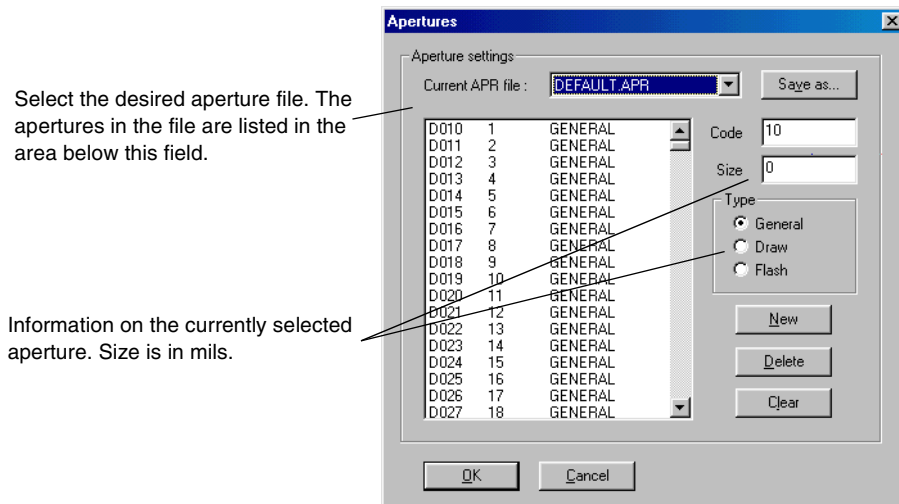 Apertures
Aperture settings
Current APR file :
DEFAULT.APR
Save as...
Select the desired aperture file. The
apertures in the file are listed in the
area below this field.
D010 1 GENERAL
D011 2 GENERAL
D012 3 GENERAL
D013 4 GENERAL
D014 5 GENERAL
D015 6 GENERAL
D016 7 GENERAL
D017 8 GENERAL
D018 9 GENERAL
D019 10 GENERAL
D020 11 GENERAL
D021 12 GENERAL
D022 13 GENERAL
D023 14 GENERAL
D024 15 GENERAL
D025 16 GENERAL
D026 17 GENERAL
D027 18 GENERAL
Code 10
Size 0
Type
General
Draw
Flash
Information on the currently selected
aperture. Size is in mils.
New
Delete
Clear
OK
Cancel